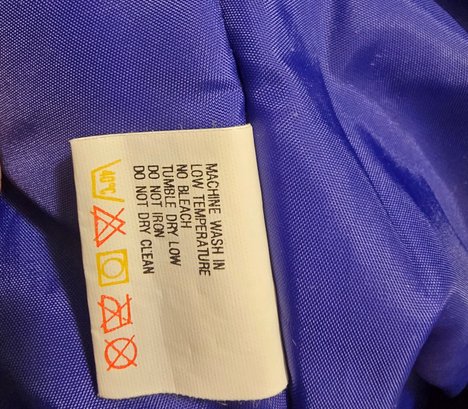 MACHINE WASH IN
LOW TEMPERATURE
NO BLEACH
TUMBLE DRY LOW
DO NOT IRON
DO NOT DRY CLEAN
40°C